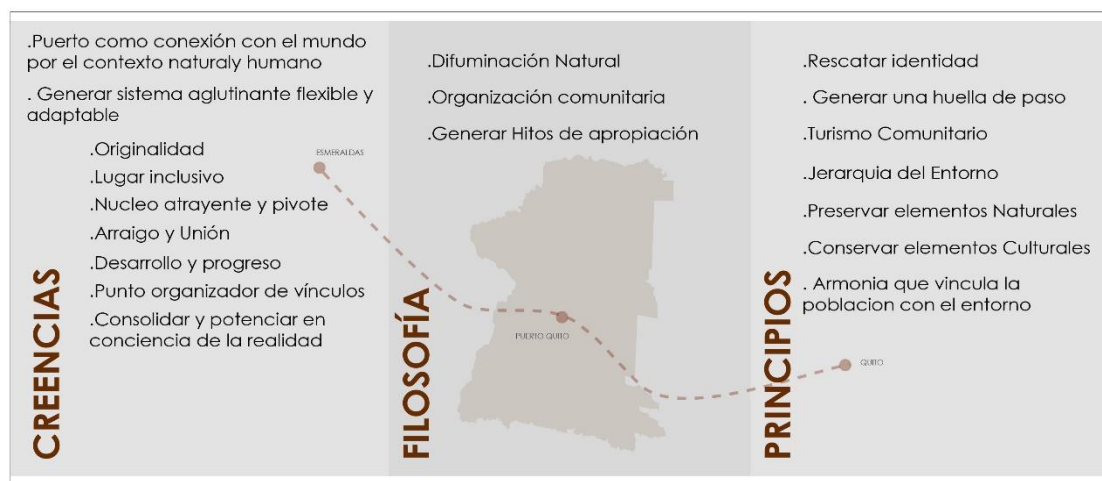 .Puerto como conexión con el mundo
por el contexto naturaly humano
. Generar sistema aglutinante flexible y
adaptable
.Originalidad
.Lugar inclusivo
.Nucleo atrayente y pivote
.Arraigo y Unión
.Desarrollo y progreso
.Punto organizador de vínculos
.Consolidar y potenciar en
conciencia de la realidad
CREENCIAS
ESMERALDAS
.Difuminación Natural
.Organización comunitaria
.Generar Hitos de apropiación
FILOSOFÍA
PUERTO QUITO
.Rescatar identidad
. Generar una huella de paso
.Turismo Comunitario
.Jerarquia del Entorno
.Preservar elementos Naturales
.Conservar elementos Culturales
. Armonia que vincula la
poblacion con el entorno
PRINCIPIOS
QUITO